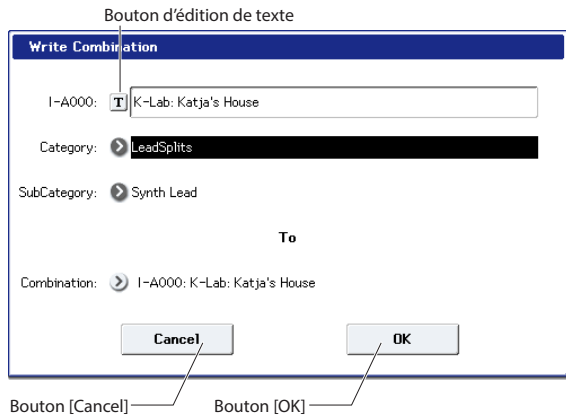 Bouton d'édition de texte
Write Combination
I-A000: T K-Lab: Katja's House
Category: LeadSplits
SubCategory: Synth Lead
To
Combination: I-A000: K-Lab: Katja's House
Cancel OK
Bouton [Cancel] Bouton [OK]